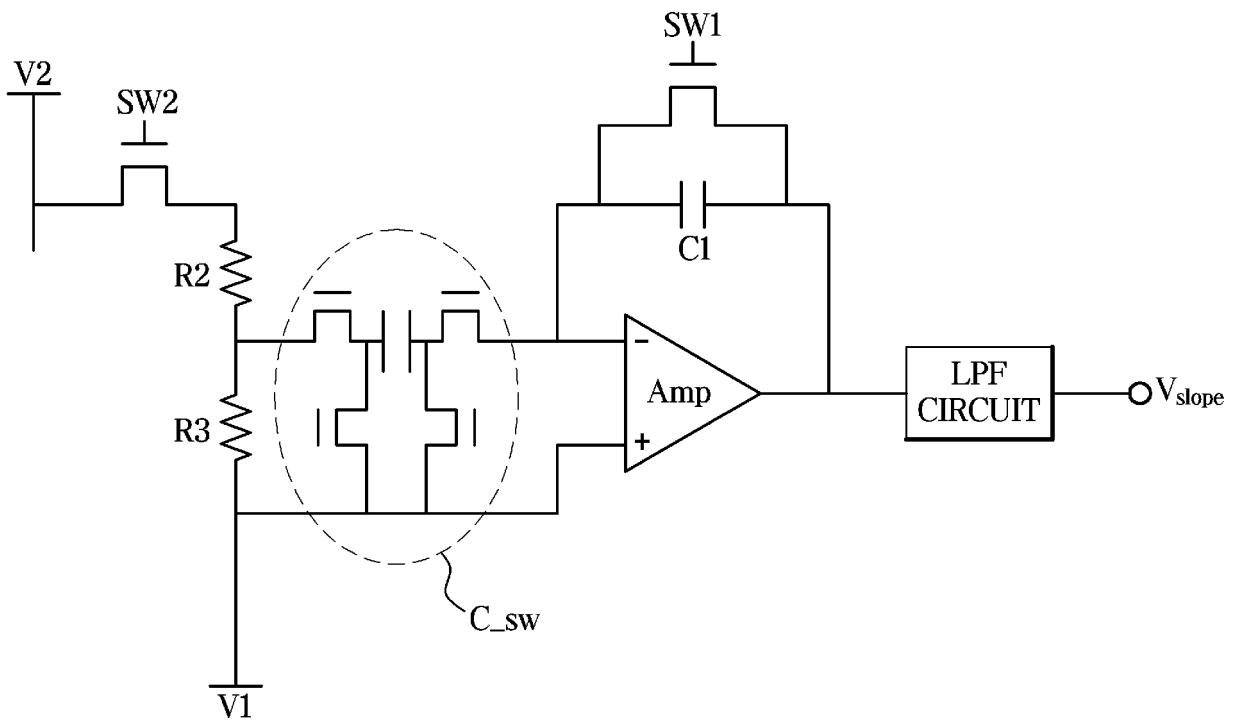 SW1
V2
SW2
C1
R2
R3
−
Amp
+
LPF
CIRCUIT
Vslope
C_sw
V1